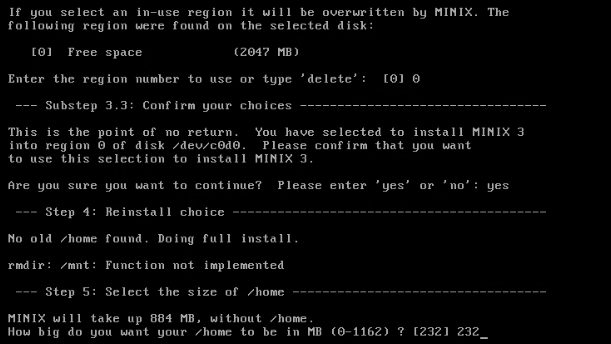 If you select an in-use region it will be overwritten by MINIX. The
following region were found on the selected disk:
[0] Free space (2047 MB)
Enter the region number to use or type 'delete': [0] 0
--- Substep 3.3: Confirm your choices --------------------------------
This is the point of no return. You have selected to install MINIX 3
into region 0 of disk /dev/c0d0. Please confirm that you want
to use this selection to install MINIX 3.
Are you sure you want to continue? Please enter 'yes' or 'no': yes
--- Step 4: Reinstall choice -----------------------------------------
No old /home found. Doing full install.
rmdir: /mnt: Function not implemented
--- Step 5: Select the size of /home ---------------------------------
MINIX will take up 884 MB, without /home.
How big do you want your /home to be in MB (0-1162) ? [232] 232_